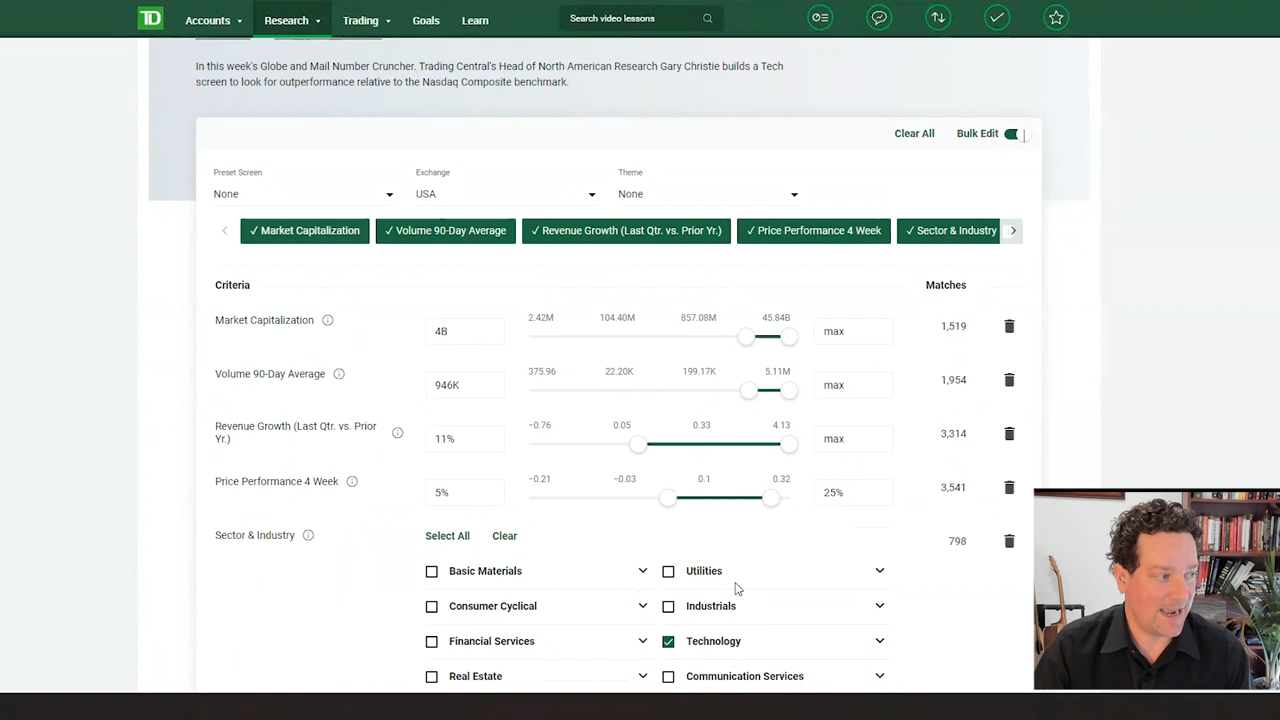 TD Accounts Research Trading Goals Learn Search video lessons
In this week's Globe and Mail Number Cruncher. Trading Central's Head of North American Research Gary Christie builds a Tech
screen to look for outperformance relative to the Nasdaq Composite benchmark.
Clear All Bulk Edit
Preset Screen Exchange Theme
None USA None
✓ Market Capitalization ✓ Volume 90-Day Average ✓ Revenue Growth (Last Qtr. vs. Prior Yr.) ✓ Price Performance 4 Week ✓ Sector & Industry
Criteria Matches
Market Capitalization 4B 2.42M 104.40M 857.08M 45.84B max 1,519
Volume 90-Day Average 946K 375.96 22.20K 199.17K 5.11M max 1,954
Revenue Growth (Last Qtr. vs. Prior
Yr.) 11% −0.76 0.05 0.33 4.13 max 3,314
Price Performance 4 Week 5% −0.21 −0.03 0.1 0.32 25% 3,541
Sector & Industry Select All Clear 798
Basic Materials Utilities
Consumer Cyclical Industrials
Financial Services Technology
Real Estate Communication Services